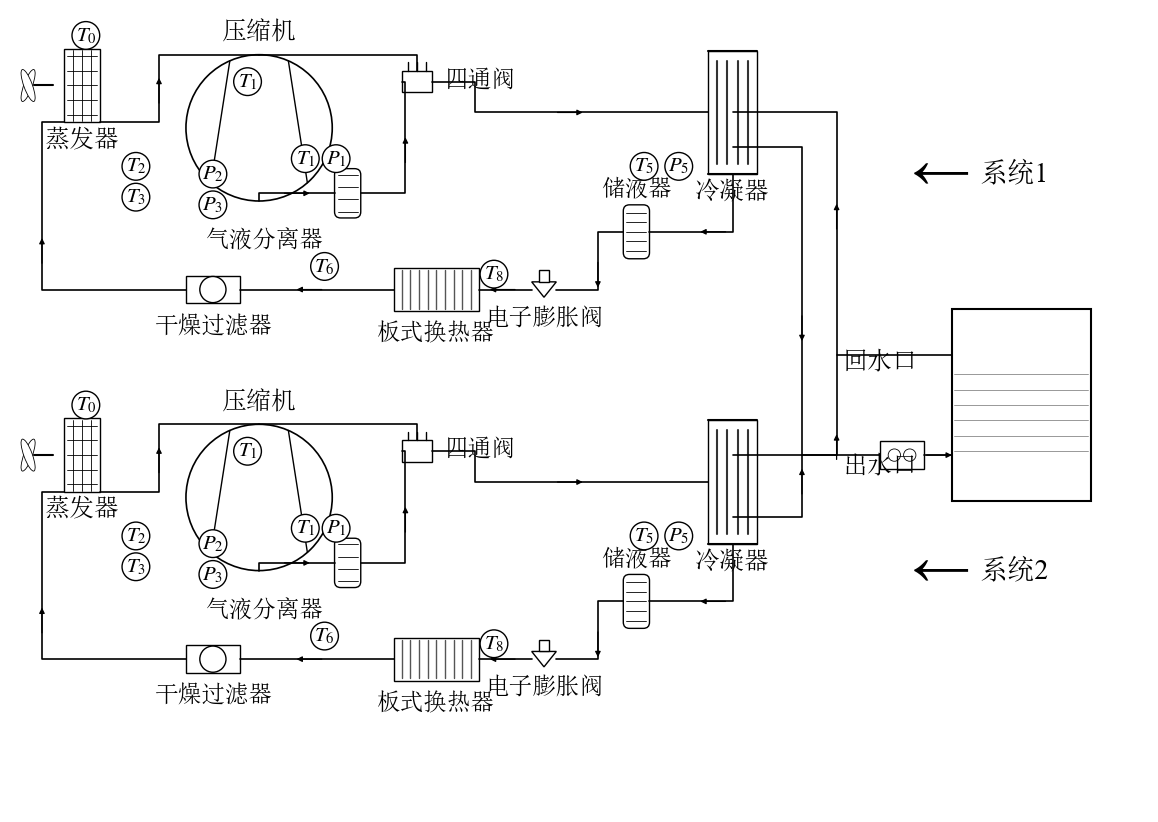 T0
压缩机
T1
四通阀
蒸发器
T2
T3
P2
P3
T1
P1
T5
P5
储液器
冷凝器
系统1
气液分离器
T6
T8
干燥过滤器
板式换热器
电子膨胀阀
回水口
T0
压缩机
T1
四通阀
出水口
蒸发器
T2
T3
P2
P3
T1
P1
T5
P5
储液器
冷凝器
系统2
气液分离器
T6
T8
干燥过滤器
板式换热器
电子膨胀阀